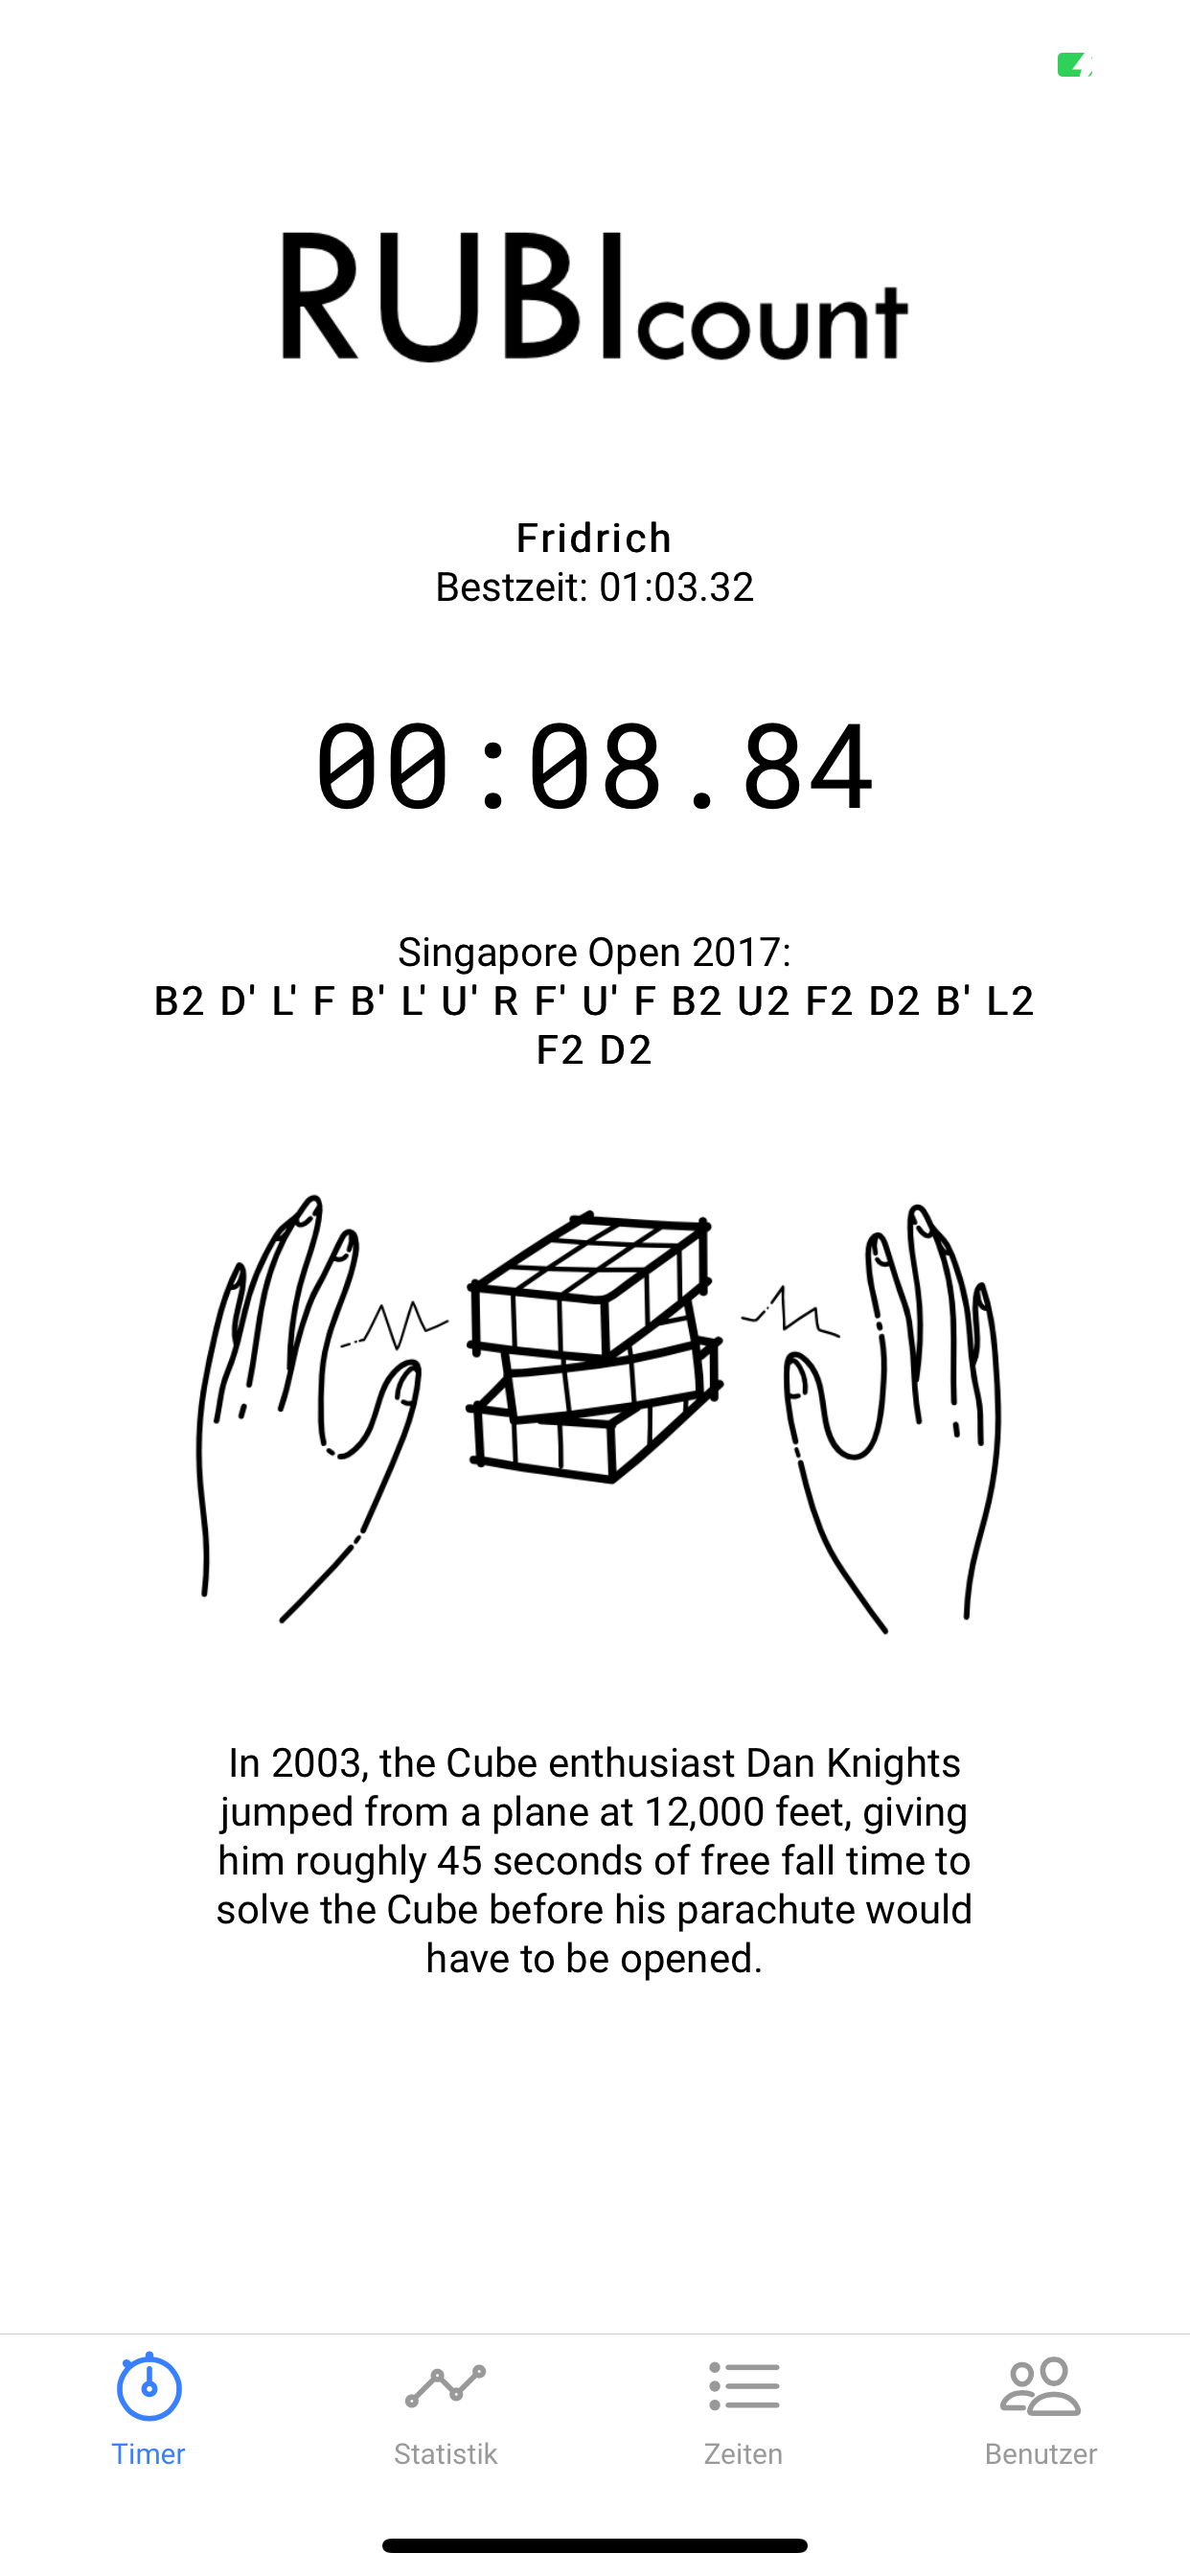 RUBIcount
Fridrich
Bestzeit: 01:03.32
00:08.84
Singapore Open 2017:
B2 D' L' F B' L' U' R F' U' F B2 U2 F2 D2 B' L2
F2 D2
In 2003, the Cube enthusiast Dan Knights
jumped from a plane at 12,000 feet, giving
him roughly 45 seconds of free fall time to
solve the Cube before his parachute would
have to be opened.
Timer
Statistik
Zeiten
Benutzer